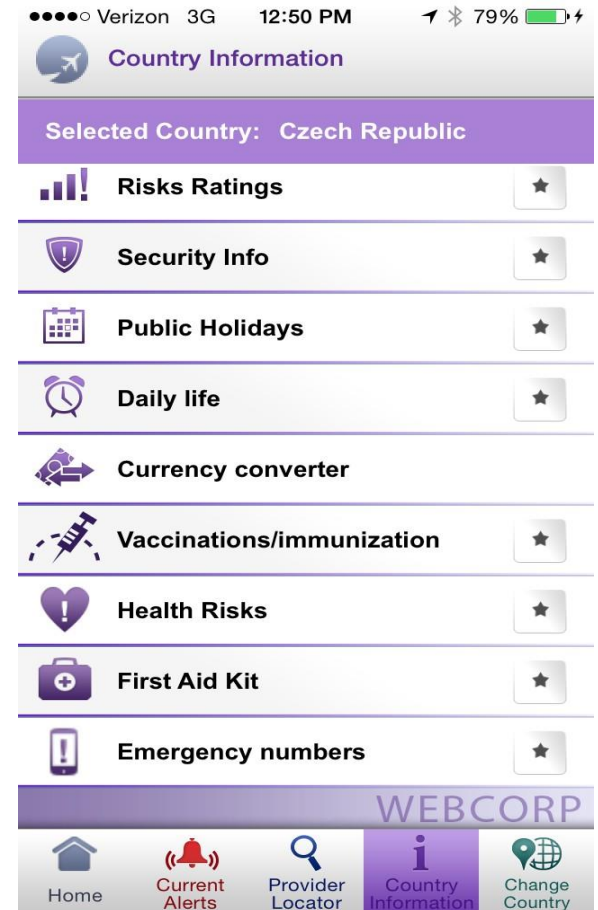 Verizon 3G 12:50 PM 79%
Country Information
Selected Country: Czech Republic
Risks Ratings
Security Info
Public Holidays
Daily life
Currency converter
Vaccinations/immunization
Health Risks
First Aid Kit
Emergency numbers
WEBCORP
Home
Current
Alerts
Provider
Locator
Country
Information
Change
Country